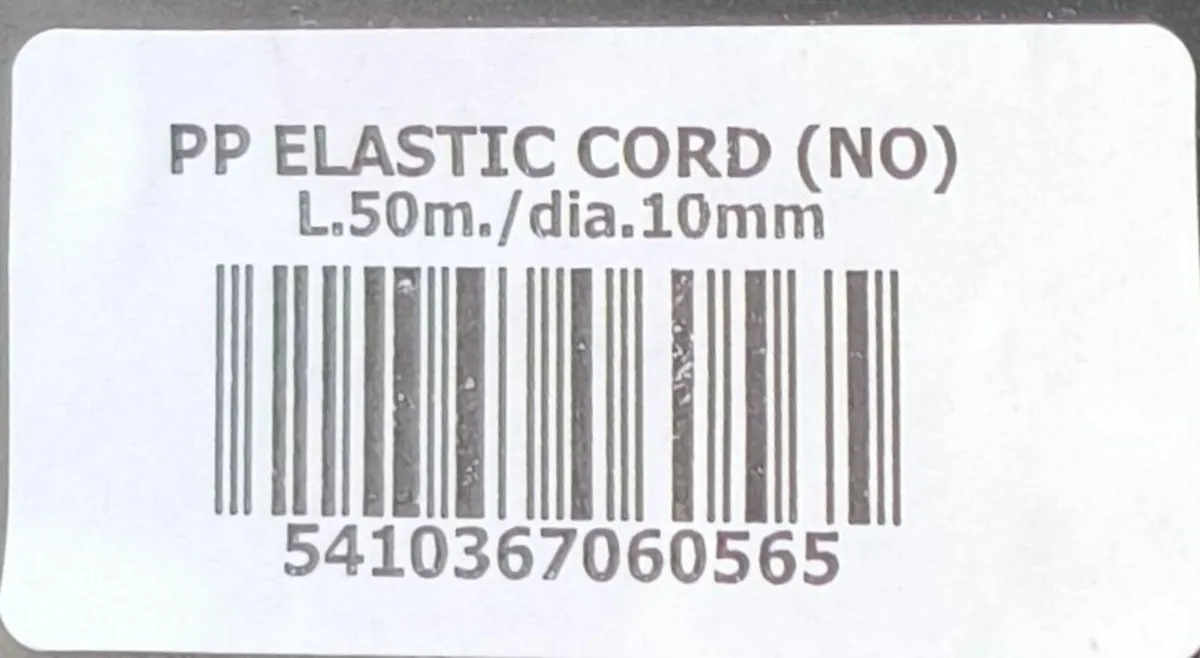 PP ELASTIC CORD (NO)
L.50m./dia.10mm
5410367060565